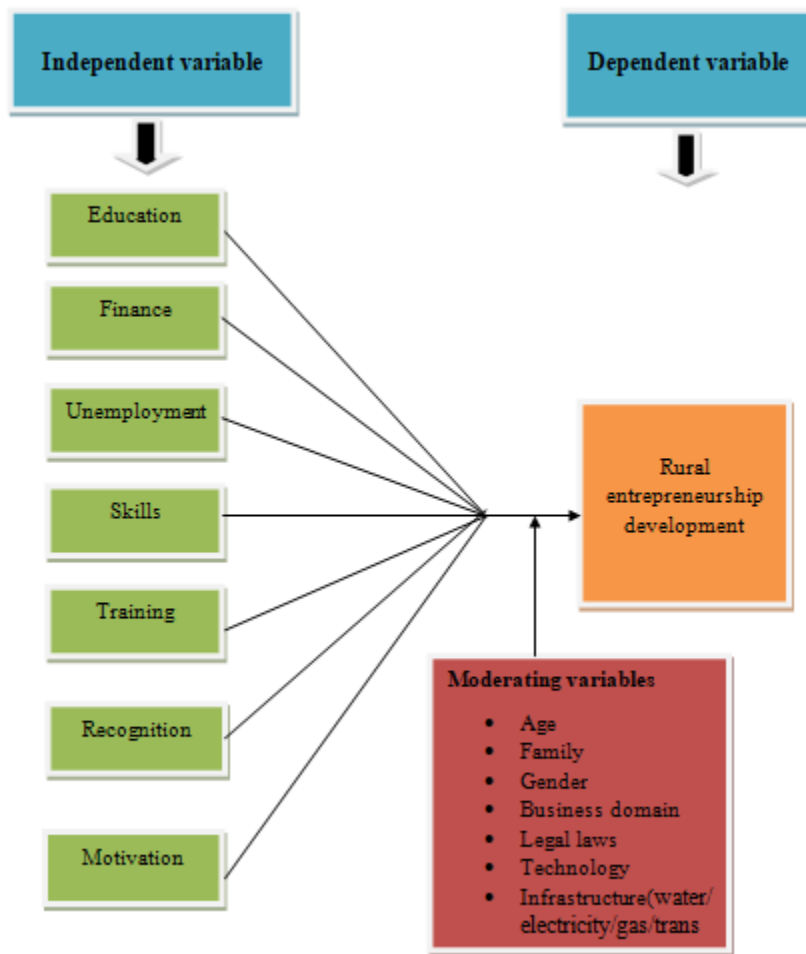 Independent variable
Dependent variable
Education
Finance
Unemployment
Skills
Training
Recognition
Motivation
Rural
entrepreneurship
development
Moderating variables
• Age
• Family
• Gender
• Business domain
• Legal laws
• Technology
• Infrastructure(water/
electricity/gas/trans